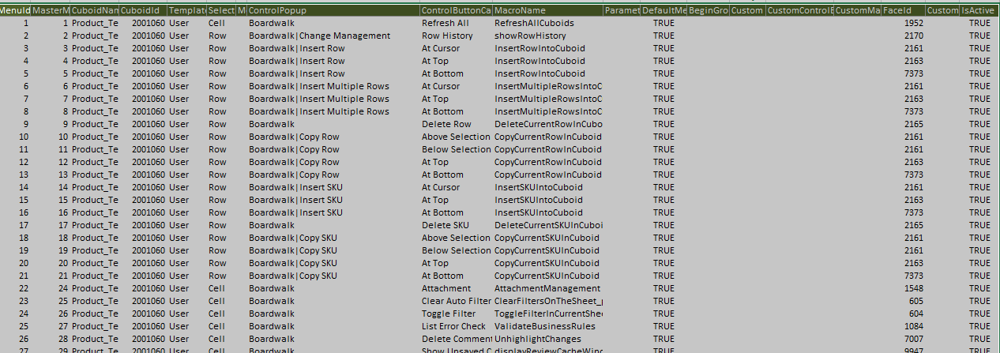 MenuId MasterM CuboidNan CuboidId Template Select M ControlPopup ControlButtonCa MacroName Paramet DefaultMe BeginGro Custom CustomControlE CustomMa FaceId Custom IsActive
1 1 Product_Te 2001060 User Cell Boardwalk Refresh All RefreshAllCuboids TRUE 1952 TRUE
2 2 Product_Te 2001060 User Row Boardwalk|Change Management Row History showRowHistory TRUE 2170 TRUE
3 3 Product_Te 2001060 User Row Boardwalk|Insert Row At Cursor InsertRowIntoCuboid TRUE 2161 TRUE
4 4 Product_Te 2001060 User Row Boardwalk|Insert Row At Top InsertRowIntoCuboid TRUE 2163 TRUE
5 5 Product_Te 2001060 User Row Boardwalk|Insert Row At Bottom InsertRowIntoCuboid TRUE 7373 TRUE
6 6 Product_Te 2001060 User Row Boardwalk|Insert Multiple Rows At Cursor InsertMultipleRowsIntoC TRUE 2161 TRUE
7 7 Product_Te 2001060 User Row Boardwalk|Insert Multiple Rows At Top InsertMultipleRowsIntoC TRUE 2163 TRUE
8 8 Product_Te 2001060 User Row Boardwalk|Insert Multiple Rows At Bottom InsertMultipleRowsIntoC TRUE 7373 TRUE
9 9 Product_Te 2001060 User Row Boardwalk Delete Row DeleteCurrentRowInCubo TRUE 2165 TRUE
10 10 Product_Te 2001060 User Row Boardwalk|Copy Row Above Selection CopyCurrentRowInCuboid TRUE 2161 TRUE
11 11 Product_Te 2001060 User Row Boardwalk|Copy Row Below Selection CopyCurrentRowInCuboid TRUE 2161 TRUE
12 12 Product_Te 2001060 User Row Boardwalk|Copy Row At Top CopyCurrentRowInCuboid TRUE 2163 TRUE
13 13 Product_Te 2001060 User Row Boardwalk|Copy Row At Bottom CopyCurrentRowInCuboid TRUE 7373 TRUE
14 14 Product_Te 2001060 User Row Boardwalk|Insert SKU At Cursor InsertSKUIntoCuboid TRUE 2161 TRUE
15 15 Product_Te 2001060 User Row Boardwalk|Insert SKU At Top InsertSKUIntoCuboid TRUE 2163 TRUE
16 16 Product_Te 2001060 User Row Boardwalk|Insert SKU At Bottom InsertSKUIntoCuboid TRUE 7373 TRUE
17 17 Product_Te 2001060 User Row Boardwalk Delete SKU DeleteCurrentSKUInCuboi TRUE 2165 TRUE
18 18 Product_Te 2001060 User Row Boardwalk|Copy SKU Above Selection CopyCurrentSKUInCuboid TRUE 2161 TRUE
19 19 Product_Te 2001060 User Row Boardwalk|Copy SKU Below Selection CopyCurrentSKUInCuboid TRUE 2161 TRUE
20 20 Product_Te 2001060 User Row Boardwalk|Copy SKU At Top CopyCurrentSKUInCuboid TRUE 2163 TRUE
21 21 Product_Te 2001060 User Row Boardwalk|Copy SKU At Bottom CopyCurrentSKUInCuboid TRUE 7373 TRUE
22 24 Product_Te 2001060 User Cell Boardwalk Attachment AttachmentManagement TRUE 1548 TRUE
23 25 Product_Te 2001060 User Cell Boardwalk Clear Auto Filter ClearFiltersOnTheSheet_ TRUE 605 TRUE
24 26 Product_Te 2001060 User Cell Boardwalk Toggle Filter ToggleFilterInCurrentShe TRUE 604 TRUE
25 27 Product_Te 2001060 User Cell Boardwalk List Error Check ValidateBusinessRules TRUE 1084 TRUE
26 28 Product_Te 2001060 User Cell Boardwalk Delete Commen UnhighlightChanges TRUE 7007 TRUE
27 29 Product_Te 2001060 User Cell Boardwalk Show Unsaved C displayReviewCacheWin TRUE 9947 TRUE